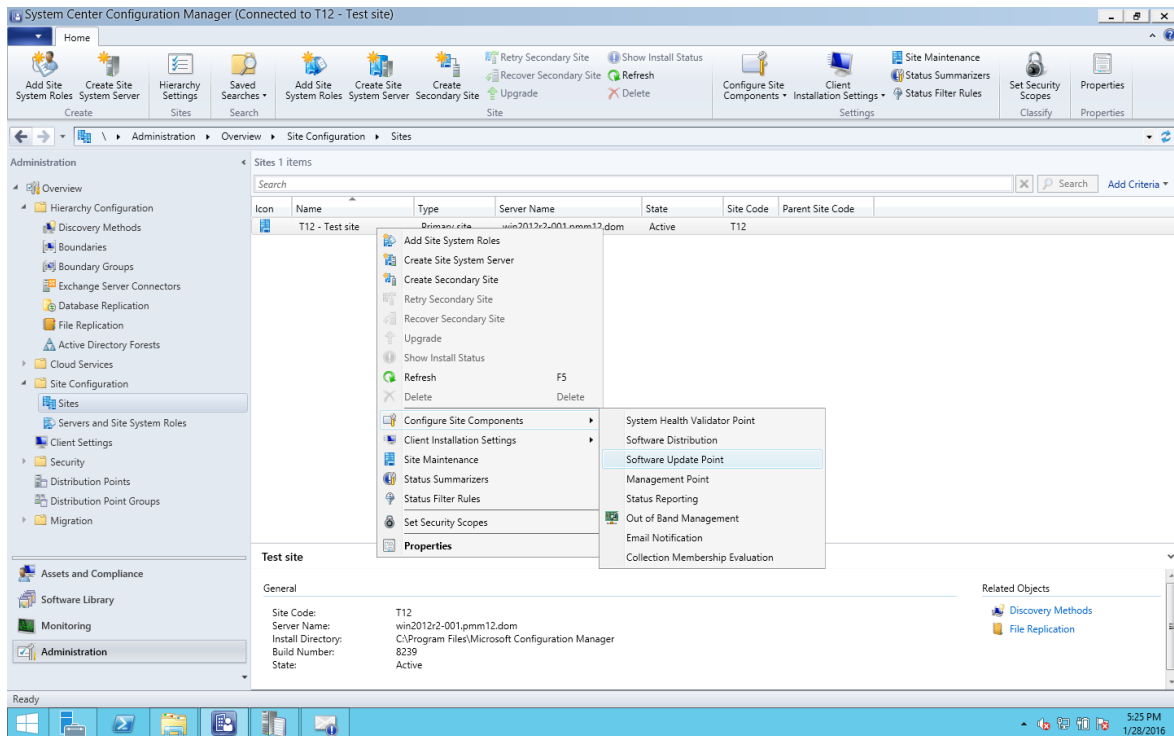 System Center Configuration Manager (Connected to T12 - Test site)
Home
Add Site System Roles
Create Site System Server
Create
Hierarchy Settings
Sites
Saved Searches
Search
Add Site System Roles
Create Site System Server
Create Secondary Site
Retry Secondary Site
Recover Secondary Site
Upgrade
Show Install Status
Refresh
Delete
Site
Configure Site Components
Client Installation Settings
Site Maintenance
Status Summarizers
Status Filter Rules
Settings
Set Security Scopes
Classify
Properties
Properties
\ Administration Overview Site Configuration Sites
Administration
Overview
Hierarchy Configuration
Discovery Methods
Boundaries
Boundary Groups
Exchange Server Connectors
Database Replication
File Replication
Active Directory Forests
Cloud Services
Site Configuration
Sites
Servers and Site System Roles
Client Settings
Security
Distribution Points
Distribution Point Groups
Migration
Assets and Compliance
Software Library
Monitoring
Administration
Sites 1 items
Search
Search
Add Criteria
Icon Name Type Server Name State Site Code Parent Site Code
T12 - Test site Primary site win2012r2-001.pmm12.dom Active T12
Add Site System Roles
Create Site System Server
Create Secondary Site
Retry Secondary Site
Recover Secondary Site
Upgrade
Show Install Status
Refresh F5
Delete Delete
Configure Site Components
Client Installation Settings
Site Maintenance
Status Summarizers
Status Filter Rules
Set Security Scopes
Properties
System Health Validator Point
Software Distribution
Software Update Point
Management Point
Status Reporting
Out of Band Management
Email Notification
Collection Membership Evaluation
Test site
General
Site Code: T12
Server Name: win2012r2-001.pmm12.dom
Install Directory: C:\Program Files\Microsoft Configuration Manager
Build Number: 8239
State: Active
Related Objects
Discovery Methods
File Replication
Ready
5:25 PM
1/28/2016